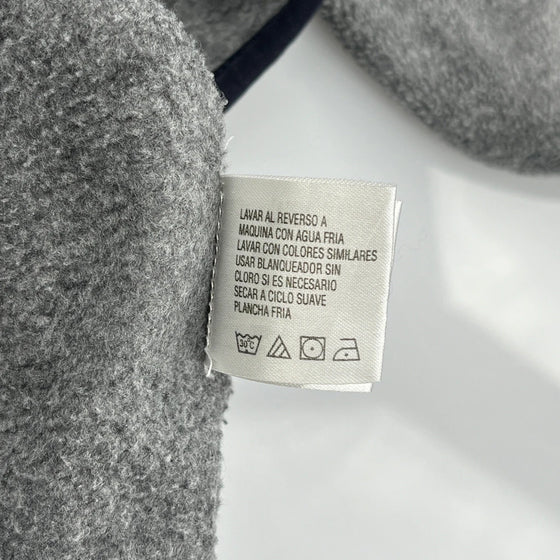 LAVAR AL REVERSO A
MAQUINA CON AGUA FRIA
LAVAR CON COLORES SIMILARES
USAR BLANQUEADOR SIN
CLORO SI ES NECESARIO
SECAR A CICLO SUAVE
PLANCHA FRIA
30°C